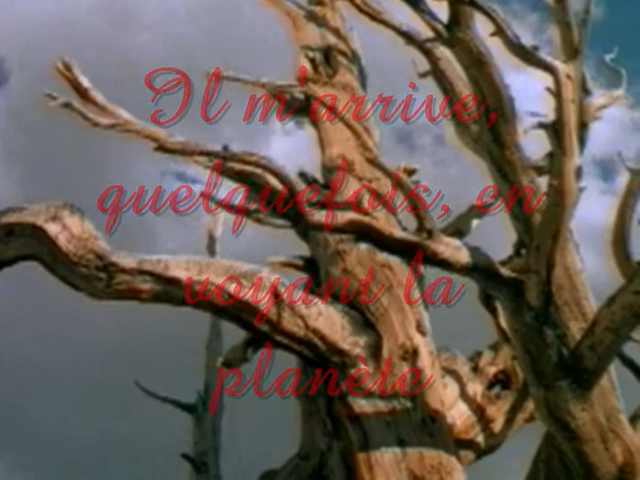 Il m'arrive,
quelquefois, en
voyant la
planète